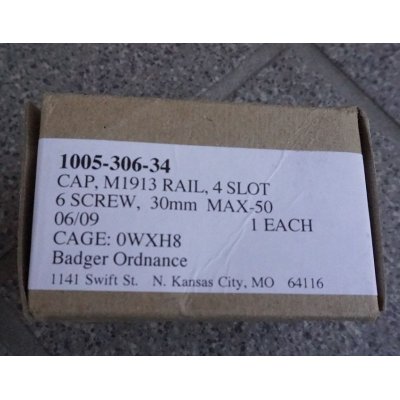 1005-306-34
CAP, M1913 RAIL, 4 SLOT
6 SCREW, 30mm MAX-50
06/09 1 EACH
CAGE: 0WXH8
Badger Ordnance
1141 Swift St. N. Kansas City, MO 64116